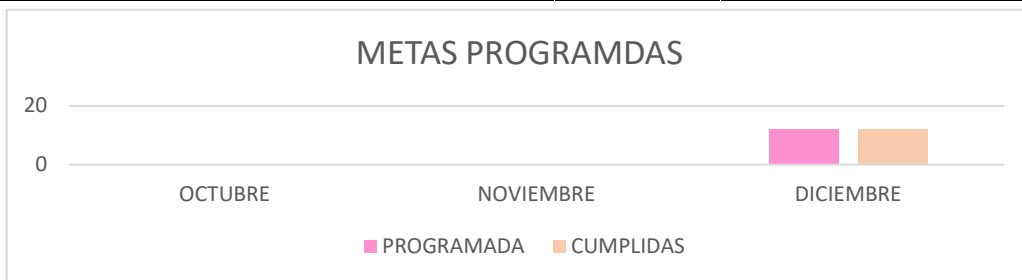 METAS PROGRAMDAS
20
0
OCTUBRE NOVIEMBRE DICIEMBRE
PROGRAMADA CUMPLIDAS